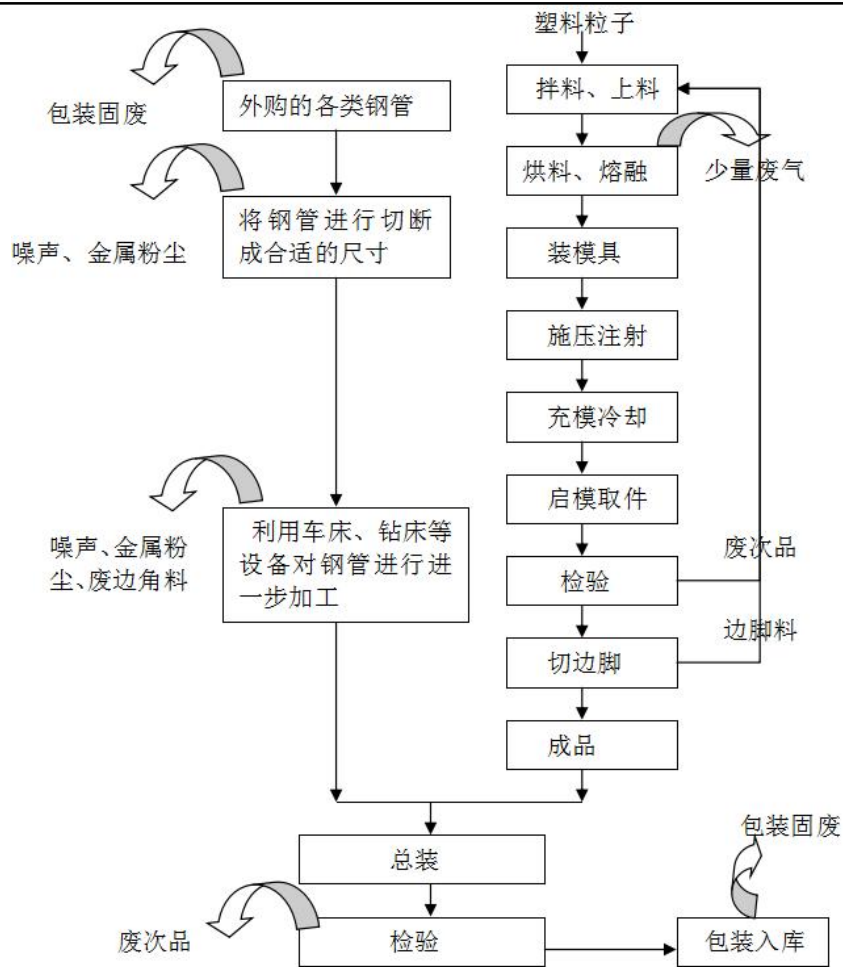 塑料粒子
拌料、上料
包装固废
外购的各类钢管
烘料、熔融
少量废气
噪声、金属粉尘
将钢管进行切断
成合适的尺寸
装模具
施压注射
充模冷却
启模取件
噪声、金属粉
尘、废边角料
利用车床、钻床等
设备对钢管进行进
一步加工
废次品
检验
边脚料
切边脚
成品
总装
包装固废
废次品
检验
包装入库